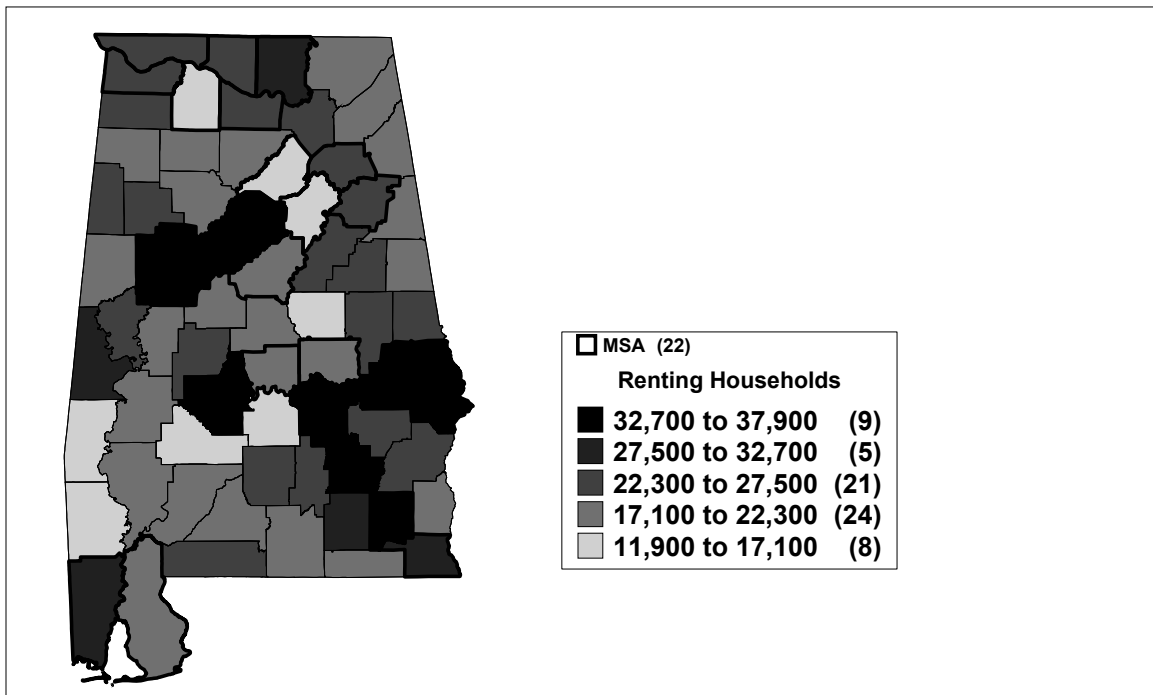 MSA (22)
Renting Households
32,700 to 37,900 (9)
27,500 to 32,700 (5)
22,300 to 27,500 (21)
17,100 to 22,300 (24)
11,900 to 17,100 (8)